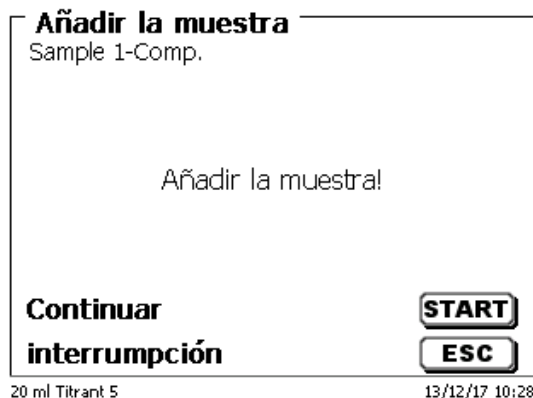 Añadir la muestra
Sample 1-Comp.
Añadir la muestra!
Continuar START
interrumpción ESC
20 ml Titrant 5 13/12/17 10:28